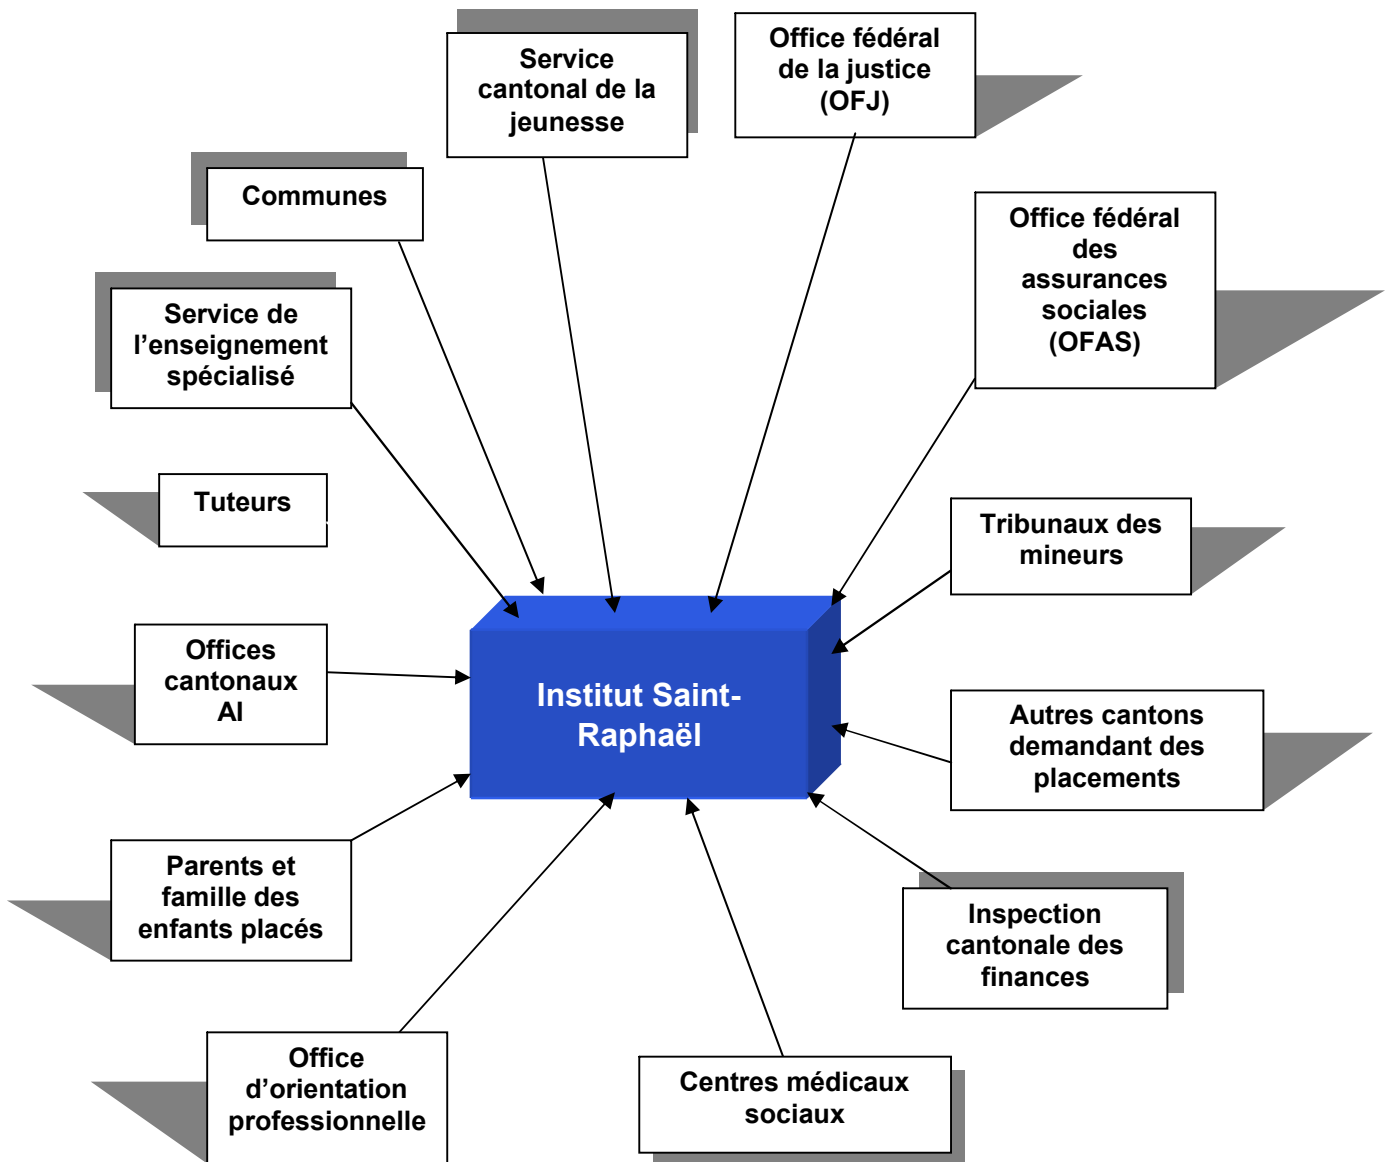 Office fédéral
de la justice
(OFJ)
Service
cantonal de la
jeunesse
Communes
Office fédéral
des
assurances
sociales
(OFAS)
Service de
l’enseignement
spécialisé
Tuteurs
Tribunaux des
mineurs
Offices
cantonaux
AI
Institut Saint-
Raphaël
Autres cantons
demandant des
placements
Parents et
famille des
enfants placés
Inspection
cantonale des
finances
Office
d’orientation
professionnelle
Centres médicaux
sociaux